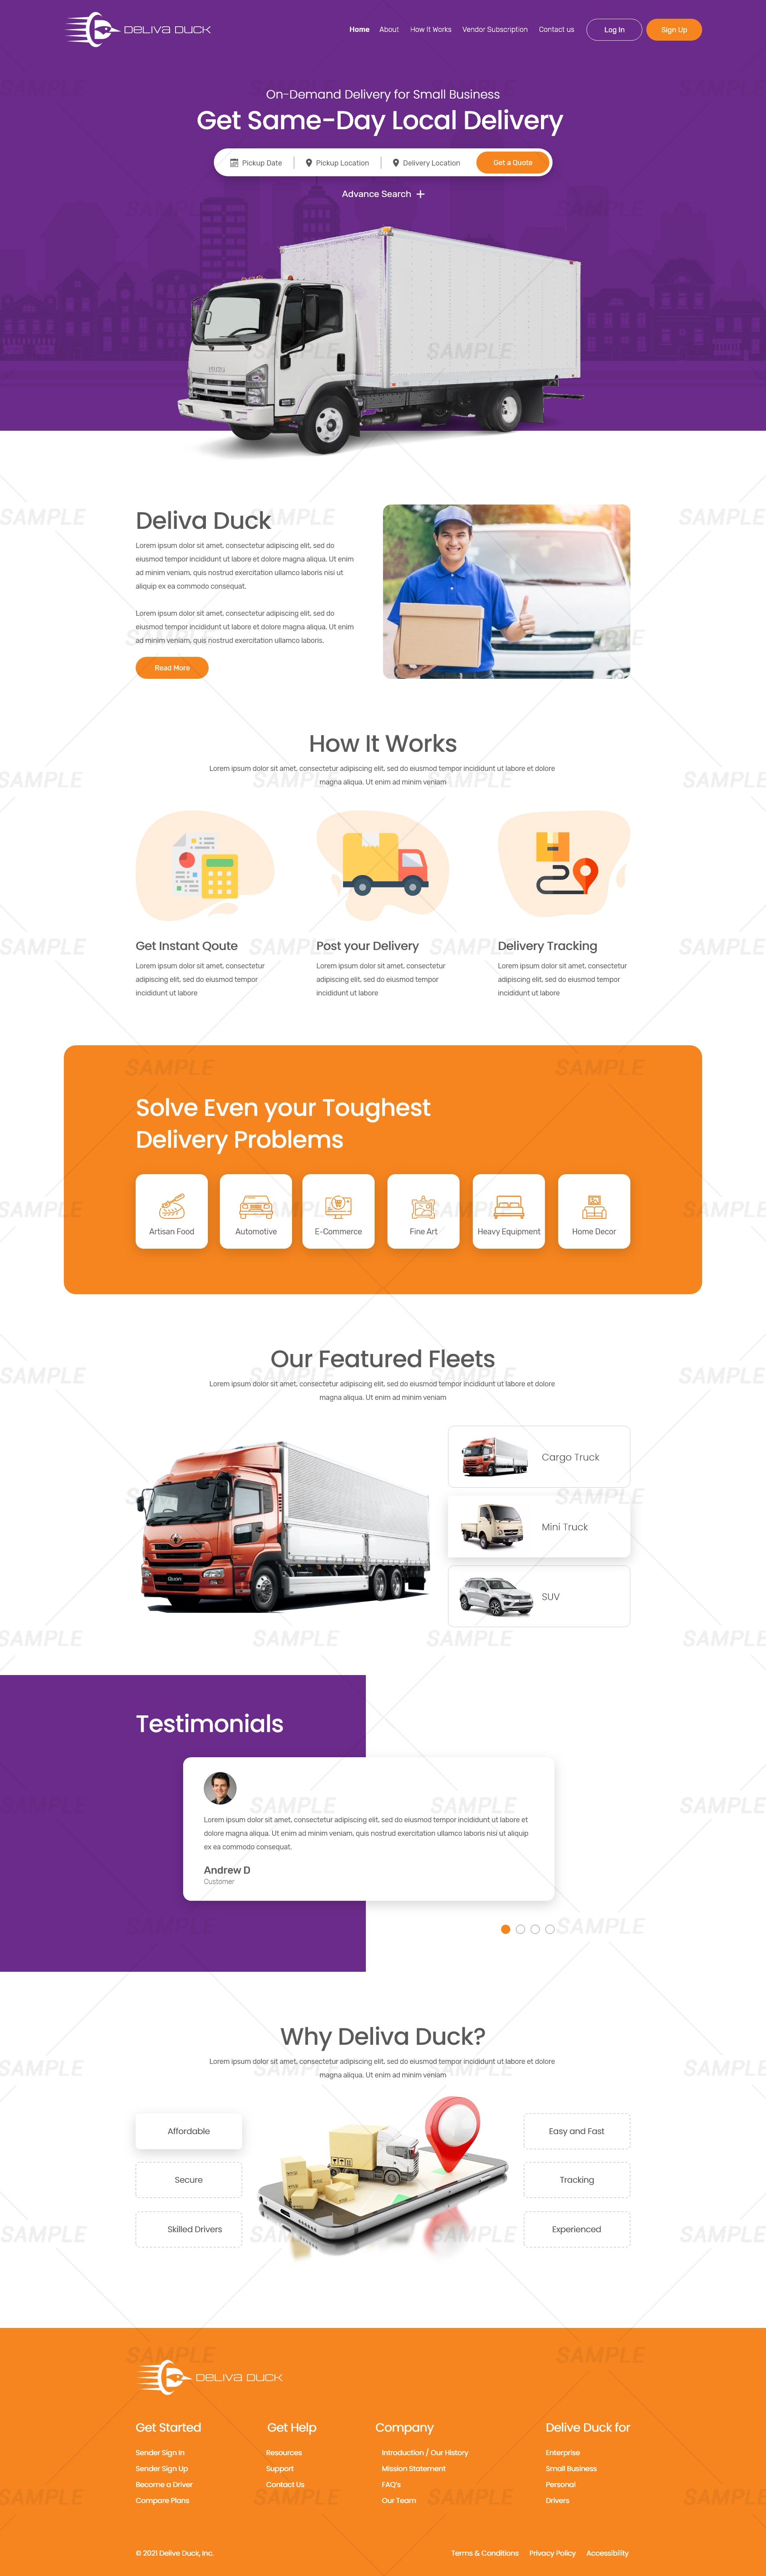 DELIVA DUCK
Home About How It Works Vendor Subscription Contact us Log In Sign Up
On-Demand Delivery for Small Business
Get Same-Day Local Delivery
Pickup Date Pickup Location Delivery Location Get a Quote
Advance Search +
ISUZU
Deliva Duck
Lorem ipsum dolor sit amet, consectetur adipiscing elit, sed do
eiusmod tempor incididunt ut labore et dolore magna aliqua. Ut enim
ad minim veniam, quis nostrud exercitation ullamco laboris nisi ut
aliquip ex ea commodo consequat.
Lorem ipsum dolor sit amet, consectetur adipiscing elit, sed do
eiusmod tempor incididunt ut labore et dolore magna aliqua. Ut enim
ad minim veniam, quis nostrud exercitation ullamco laboris.
Read More
How It Works
Lorem ipsum dolor sit amet, consectetur adipiscing elit, sed do eiusmod tempor incididunt ut labore et dolore
magna aliqua. Ut enim ad minim veniam
Get Instant Qoute
Lorem ipsum dolor sit amet, consectetur
adipiscing elit, sed do eiusmod tempor
incididunt ut labore
Post your Delivery
Lorem ipsum dolor sit amet, consectetur
adipiscing elit, sed do eiusmod tempor
incididunt ut labore
Delivery Tracking
Lorem ipsum dolor sit amet, consectetur
adipiscing elit, sed do eiusmod tempor
incididunt ut labore
Solve Even your Toughest
Delivery Problems
Artisan Food
Automotive
E-Commerce
Fine Art
Heavy Equipment
Home Decor
Our Featured Fleets
Lorem ipsum dolor sit amet, consectetur adipiscing elit, sed do eiusmod tempor incididunt ut labore et dolore
magna aliqua. Ut enim ad minim veniam
Quon
Cargo Truck
Mini Truck
SUV
Testimonials
Lorem ipsum dolor sit amet, consectetur adipiscing elit, sed do eiusmod tempor incididunt ut labore et
dolore magna aliqua. Ut enim ad minim veniam, quis nostrud exercitation ullamco laboris nisi ut aliquip
ex ea commodo consequat.
Andrew D
Customer
Why Deliva Duck?
Lorem ipsum dolor sit amet, consectetur adipiscing elit, sed do eiusmod tempor incididunt ut labore et dolore
magna aliqua. Ut enim ad minim veniam
Affordable
Secure
Skilled Drivers
Easy and Fast
Tracking
Experienced
DELIVA DUCK
Get Started
Sender Sign In
Sender Sign Up
Become a Driver
Compare Plans
Get Help
Resources
Support
Contact Us
Company
Introduction / Our History
Mission Statement
FAQ's
Our Team
Delive Duck for
Enterprise
Small Business
Personal
Drivers
© 2021 Delive Duck, Inc.
Terms & Conditions Privacy Policy Accessibility
SAMPLE